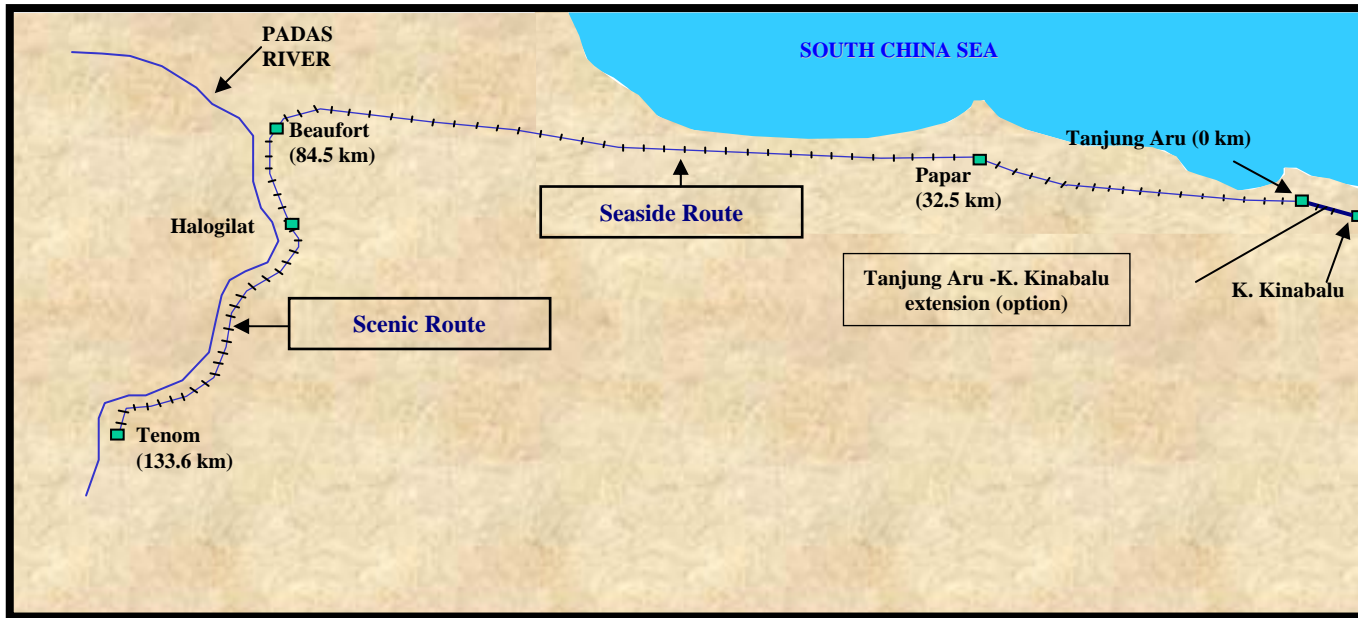 PADAS
RIVER
SOUTH CHINA SEA
Beaufort
(84.5 km)
Tanjung Aru (0 km)
Papar
(32.5 km)
Seaside Route
Halogilat
Tanjung Aru -K. Kinabalu
extension (option)
K. Kinabalu
Scenic Route
Tenom
(133.6 km)